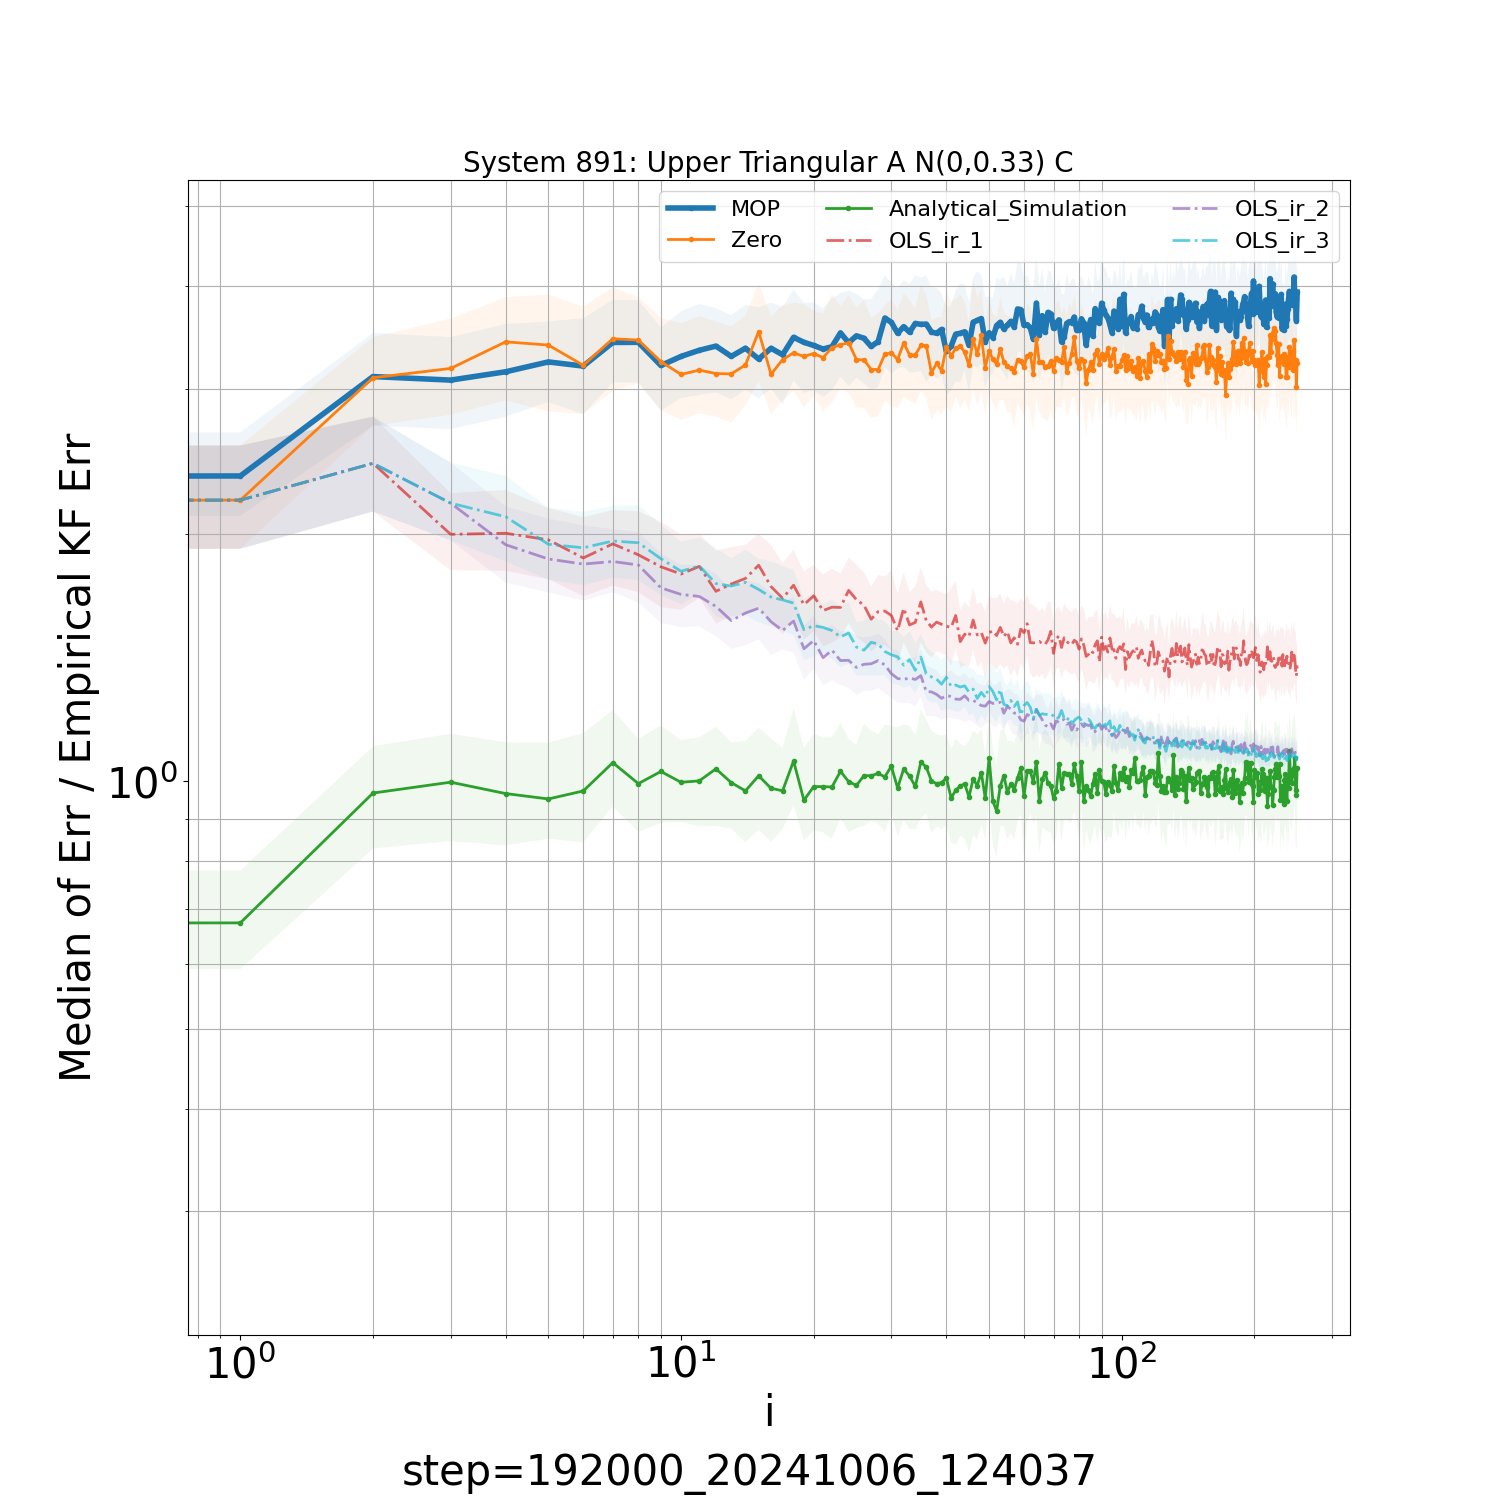 System 891: Upper Triangular A N(0,0.33) C
MOP
Zero
Analytical_Simulation
OLS_ir_1
OLS_ir_2
OLS_ir_3
Median of Err / Empirical KF Err
10⁰
10⁰ 10¹ 10²
i
step=192000_20241006_124037